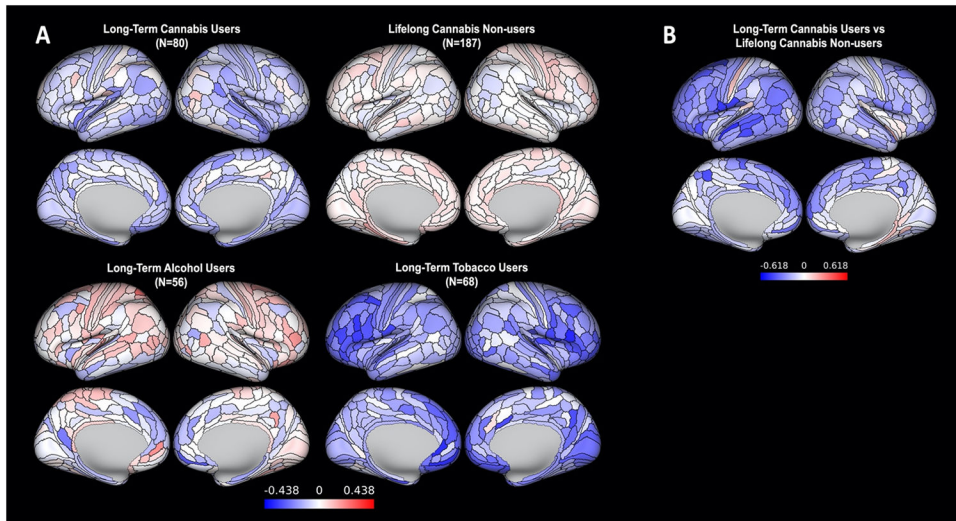 A
Long-Term Cannabis Users
(N=80)
Lifelong Cannabis Non-users
(N=187)
B
Long-Term Cannabis Users vs
Lifelong Cannabis Non-users
-0.618 0 0.618
Long-Term Alcohol Users
(N=56)
Long-Term Tobacco Users
(N=68)
-0.438 0 0.438